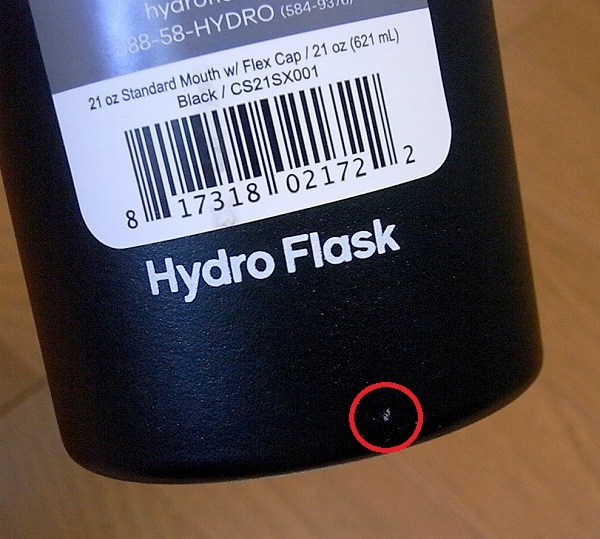 88-58-HYDRO (584-9376)
21 oz Standard Mouth w/ Flex Cap / 21 oz (621 mL)
Black / CS21SX001
8 17318 02172 2
Hydro Flask